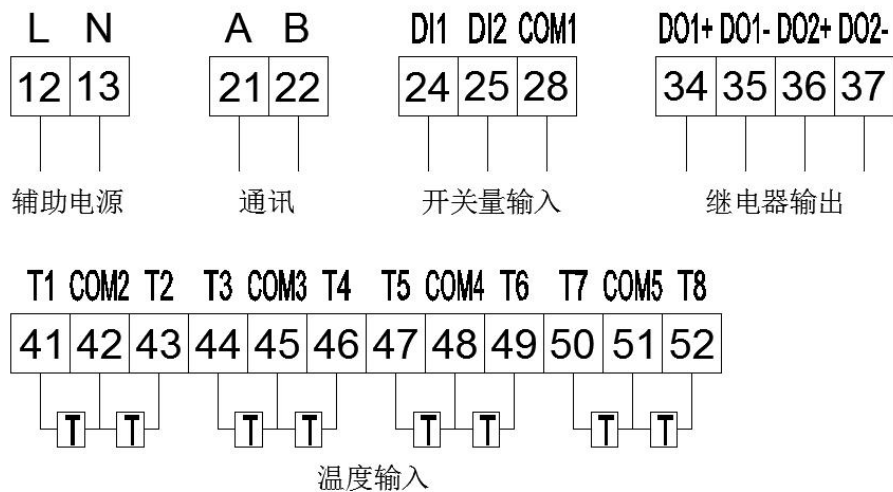 L N A B DI1 DI2 COM1 DO1+ DO1- DO2+ DO2-
12 13 21 22 24 25 28 34 35 36 37
辅助电源 通讯 开关量输入 继电器输出
T1 COM2 T2 T3 COM3 T4 T5 COM4 T6 T7 COM5 T8
41 42 43 44 45 46 47 48 49 50 51 52
T T T T T T T T
温度输入